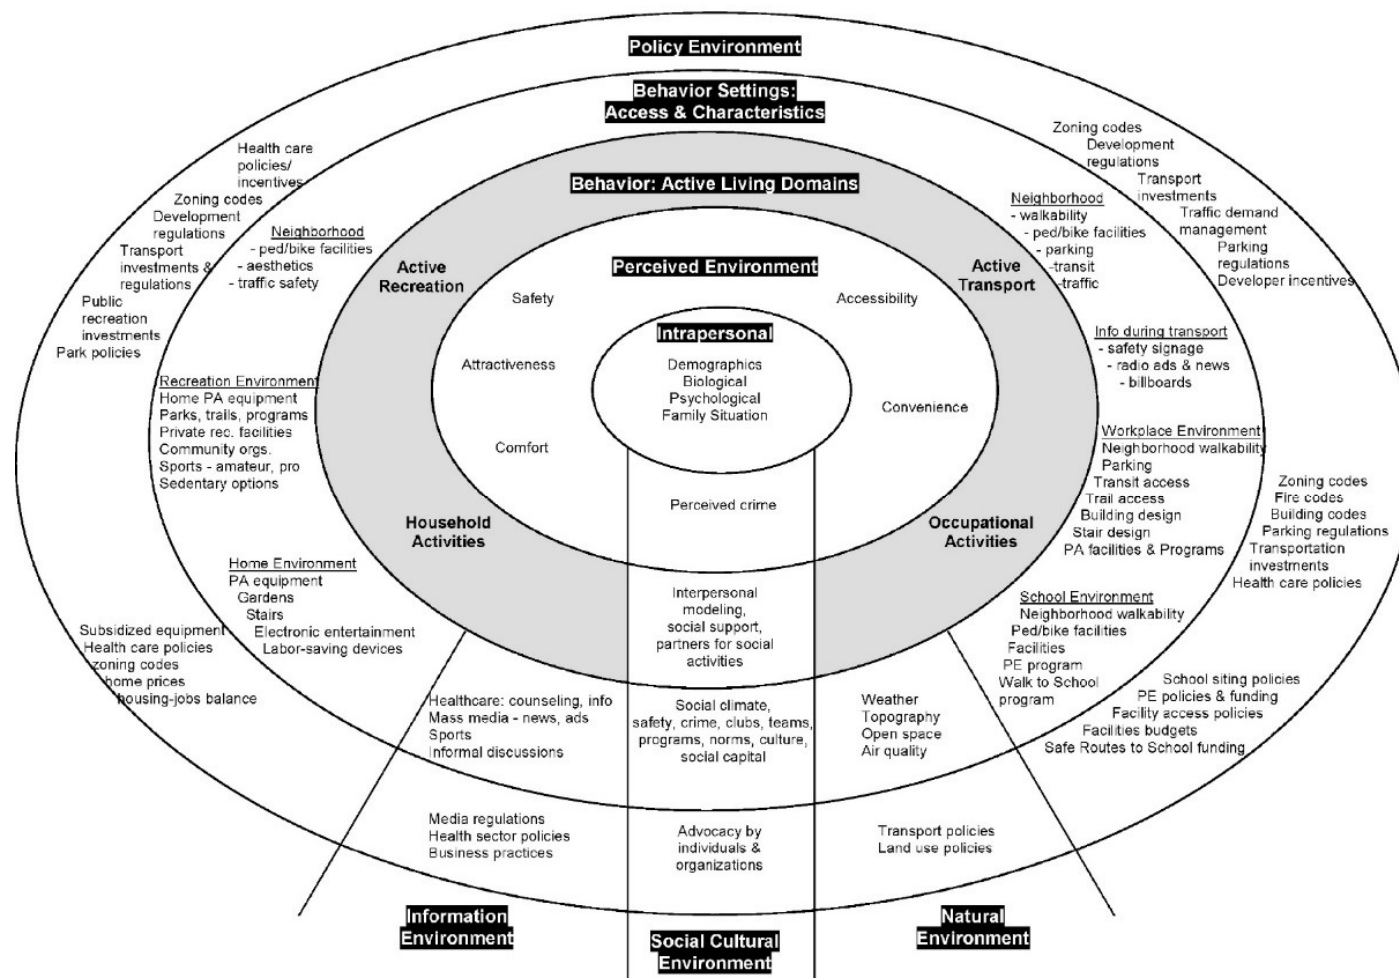 Policy Environment
Behavior Settings:
Access & Characteristics
Behavior: Active Living Domains
Perceived Environment
Intrapersonal
Demographics
Biological
Psychological
Family Situation
Safety
Accessibility
Attractiveness
Convenience
Comfort
Perceived crime
Active
Recreation
Active
Transport
Household
Activities
Occupational
Activities
Interpersonal
modeling,
social support,
partners for social
activities
Health care
policies/
incentives
Zoning codes
Development
regulations
Transport
investments &
regulations
Public
recreation
investments
Park policies
Neighborhood
- ped/bike facilities
- aesthetics
- traffic safety
Recreation Environment
Home PA equipment
Parks, trails, programs
Private rec. facilities
Community orgs.
Sports - amateur, pro
Sedentary options
Home Environment
PA equipment
Gardens
Stairs
Electronic entertainment
Labor-saving devices
Subsidized equipment
Health care policies
zoning codes
home prices
housing-jobs balance
Zoning codes
Development
regulations
Transport
investments
Traffic demand
management
Parking
regulations
Developer incentives
Neighborhood
- walkability
- ped/bike facilities
- parking
-transit
-traffic
Info during transport
- safety signage
- radio ads & news
- billboards
Workplace Environment
Neighborhood walkability
Parking
Transit access
Trail access
Building design
Stair design
PA facilities & Programs
Zoning codes
Fire codes
Building codes
Parking regulations
Transportation
investments
Health care policies
School Environment
Neighborhood walkability
Ped/bike facilities
Facilities
PE program
Walk to School
program
School siting policies
PE policies & funding
Facility access policies
Facilities budgets
Safe Routes to School funding
Healthcare: counseling, info
Mass media - news, ads
Sports
Informal discussions
Social climate,
safety, crime, clubs, teams,
programs, norms, culture,
social capital
Weather
Topography
Open space
Air quality
Media regulations
Health sector policies
Business practices
Advocacy by
individuals &
organizations
Transport policies
Land use policies
Information
Environment
Social Cultural
Environment
Natural
Environment